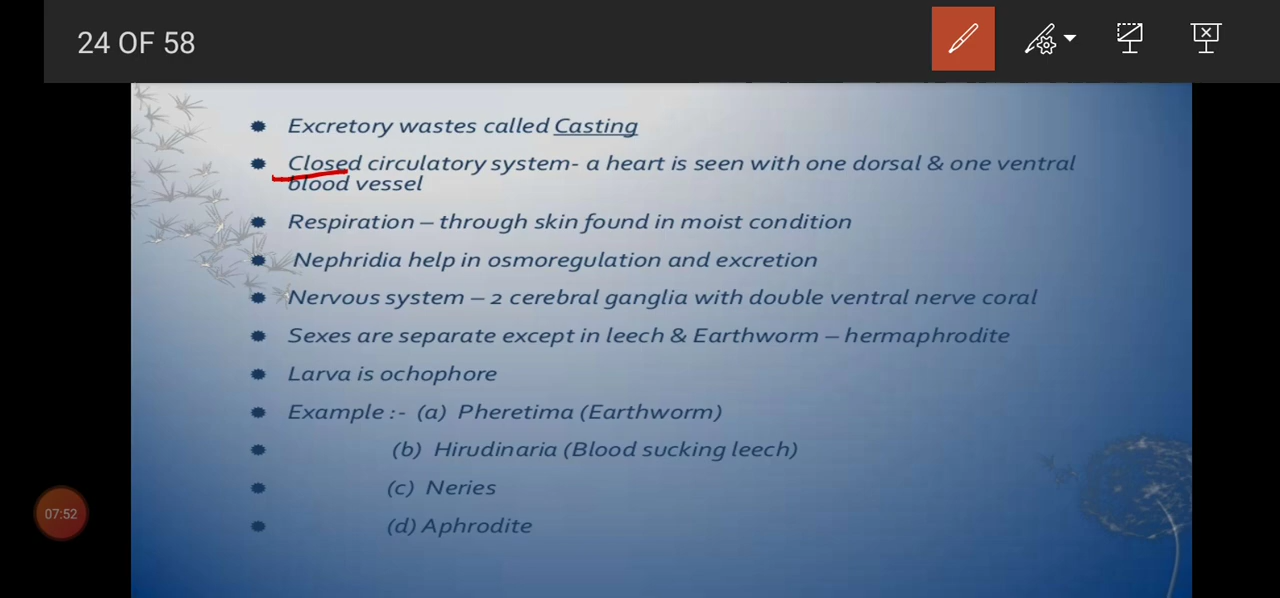 24 OF 58
Excretory wastes called Casting
Closed circulatory system- a heart is seen with one dorsal & one ventral
blood vessel
Respiration – through skin found in moist condition
Nephridia help in osmoregulation and excretion
Nervous system – 2 cerebral ganglia with double ventral nerve coral
Sexes are separate except in leech & Earthworm – hermaphrodite
Larva is ochophore
Example :- (a) Pheretima (Earthworm)
(b) Hirudinaria (Blood sucking leech)
(c) Neries
(d) Aphrodite
07:52